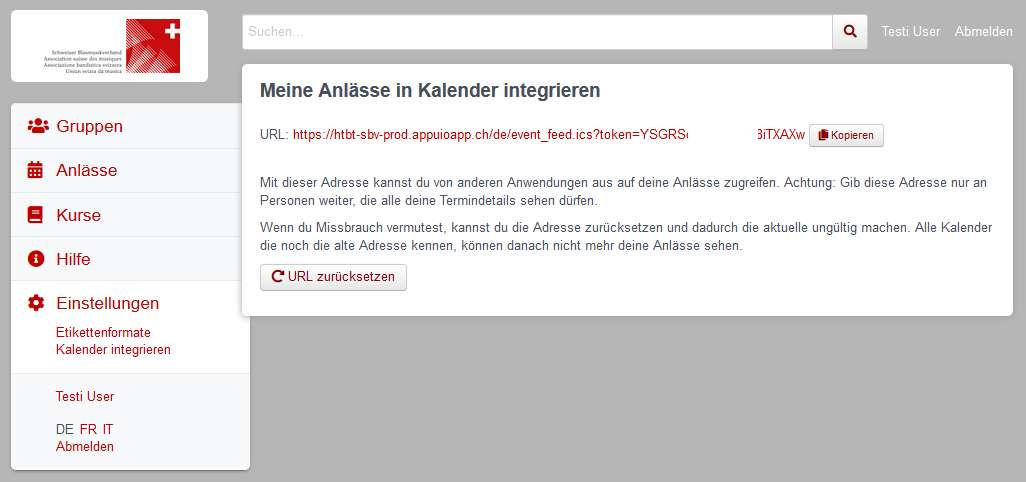 Schweizer Blasmusikverband
Association suisse des musiques
Associazione bandistica svizzera
Uniun svizra da musica
Suchen...
Testi User
Abmelden
Gruppen
Anlässe
Kurse
Hilfe
Einstellungen
Etikettenformate
Kalender integrieren
Testi User
DE FR IT
Abmelden
Meine Anlässe in Kalender integrieren
URL: https://htbt-sbv-prod.appuioapp.ch/de/event_feed.ics?token=YSGRS iTXAXw Kopieren
Mit dieser Adresse kannst du von anderen Anwendungen aus auf deine Anlässe zugreifen. Achtung: Gib diese Adresse nur an
Personen weiter, die alle deine Termindetails sehen dürfen.
Wenn du Missbrauch vermutest, kannst du die Adresse zurücksetzen und dadurch die aktuelle ungültig machen. Alle Kalender
die noch die alte Adresse kennen, können danach nicht mehr deine Anlässe sehen.
URL zurücksetzen